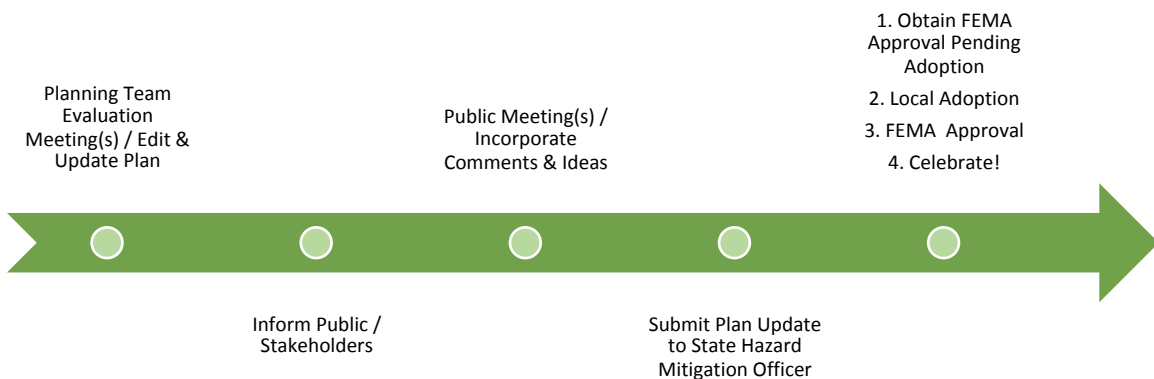 Planning Team
Evaluation
Meeting(s) / Edit &
Update Plan
Inform Public /
Stakeholders
Public Meeting(s) /
Incorporate
Comments & Ideas
Submit Plan Update
to State Hazard
Mitigation Officer
1. Obtain FEMA
Approval Pending
Adoption
2. Local Adoption
3. FEMA Approval
4. Celebrate!